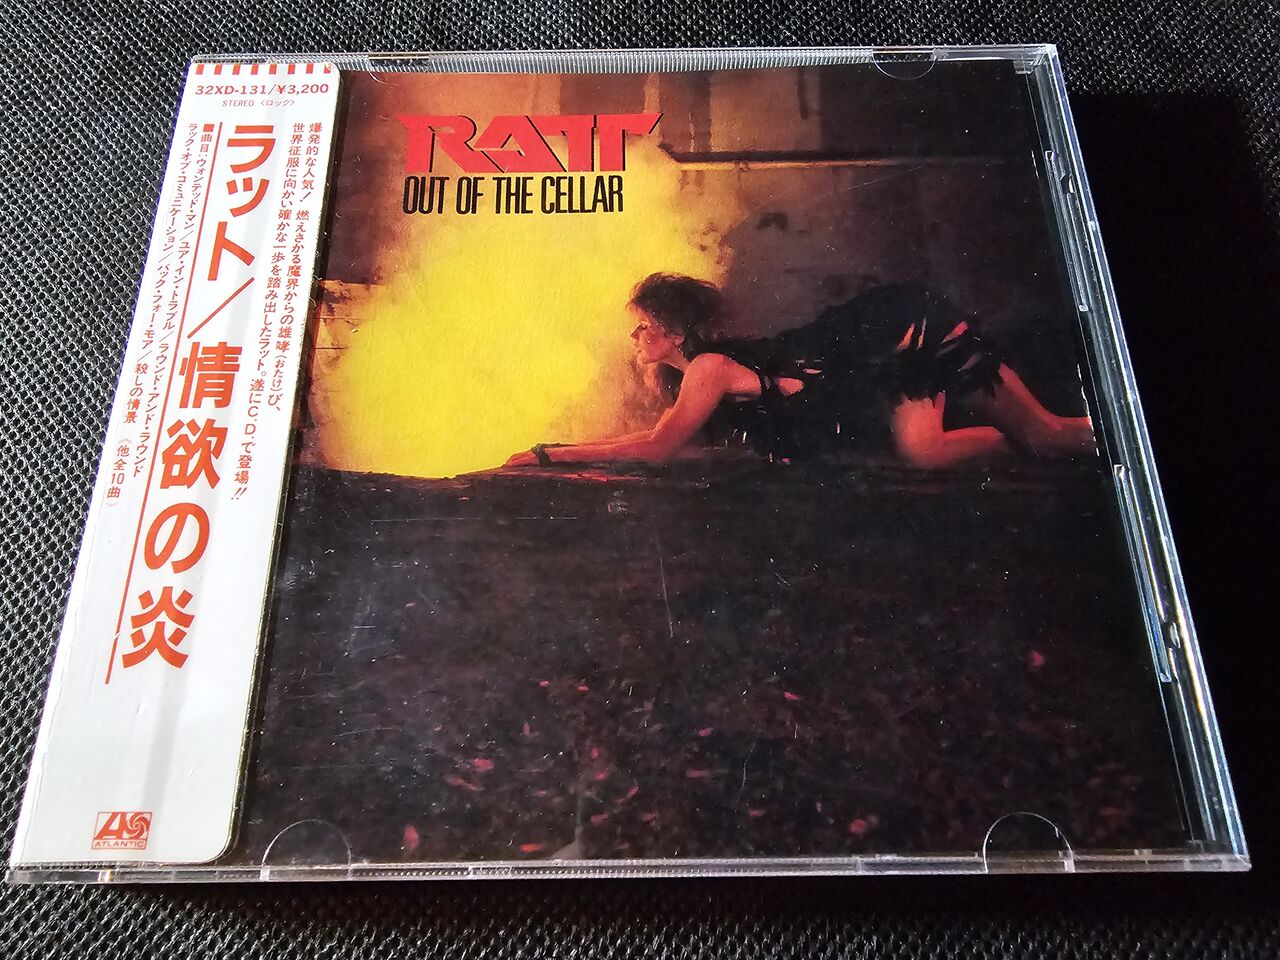 32XD-131/¥3,200
STEREO〈ロック〉
爆発的な人気！ 燃えさかる魔界からの雄哮(おたけ)び、
世界征服に向かい確かな一歩を踏み出したラット。遂にC.D.で登場!!
ラット／情欲の炎
■曲目：ウォンテッド・マン／ユア・イン・トラブル／ラウンド・アンド・ラウンド
ラック・オブ・コミュニケーション／バック・フォー・モア／殺しの情景 《他全10曲》
ATLANTIC
RATT
OUT OF THE CELLAR